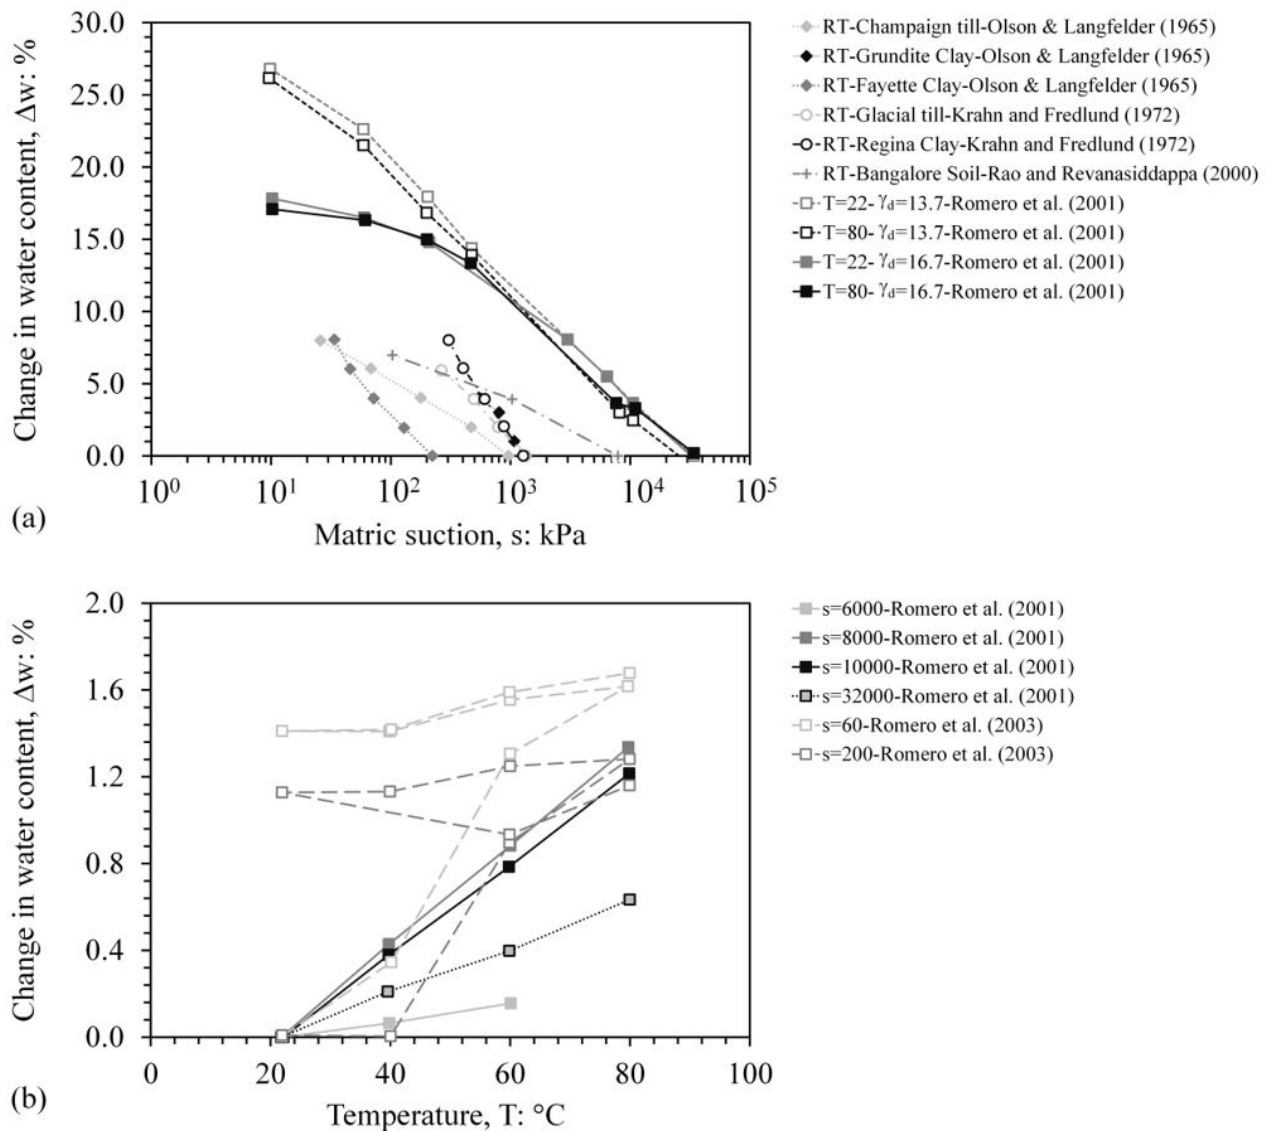 Change in water content, Δw: %
30.0
25.0
20.0
15.0
10.0
5.0
0.0
10⁰ 10¹ 10² 10³ 10⁴ 10⁵
Matric suction, s: kPa
(a)
RT-Champaign till-Olson & Langfelder (1965)
RT-Grundite Clay-Olson & Langfelder (1965)
RT-Fayette Clay-Olson & Langfelder (1965)
RT-Glacial till-Krahn and Fredlund (1972)
RT-Regina Clay-Krahn and Fredlund (1972)
RT-Bangalore Soil-Rao and Revanasiddappa (2000)
T=22- γd=13.7-Romero et al. (2001)
T=80- γd=13.7-Romero et al. (2001)
T=22- γd=16.7-Romero et al. (2001)
T=80- γd=16.7-Romero et al. (2001)
Change in water content, Δw: %
2.0
1.6
1.2
0.8
0.4
0.0
0 20 40 60 80 100
Temperature, T: °C
(b)
s=6000-Romero et al. (2001)
s=8000-Romero et al. (2001)
s=10000-Romero et al. (2001)
s=32000-Romero et al. (2001)
s=60-Romero et al. (2003)
s=200-Romero et al. (2003)